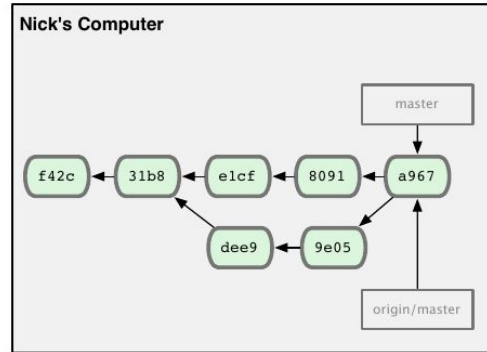 Nick's Computer
master
f42c
31b8
e1cf
8091
a967
dee9
9e05
origin/master